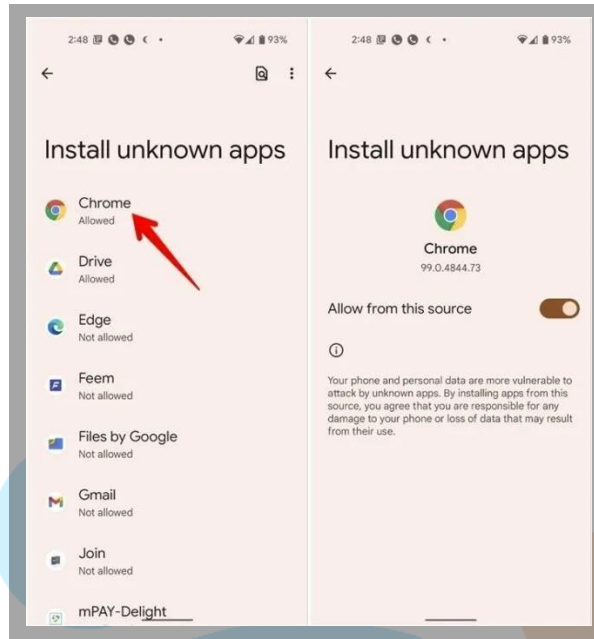 2:48
93%
Install unknown apps
Chrome
Allowed
Drive
Allowed
Edge
Not allowed
Feem
Not allowed
Files by Google
Not allowed
Gmail
Not allowed
Join
Not allowed
mPAY-Delight
2:48
93%
Install unknown apps
Chrome
99.0.4844.73
Allow from this source
Your phone and personal data are more vulnerable to
attack by unknown apps. By installing apps from this
source, you agree that you are responsible for any
damage to your phone or loss of data that may result
from their use.